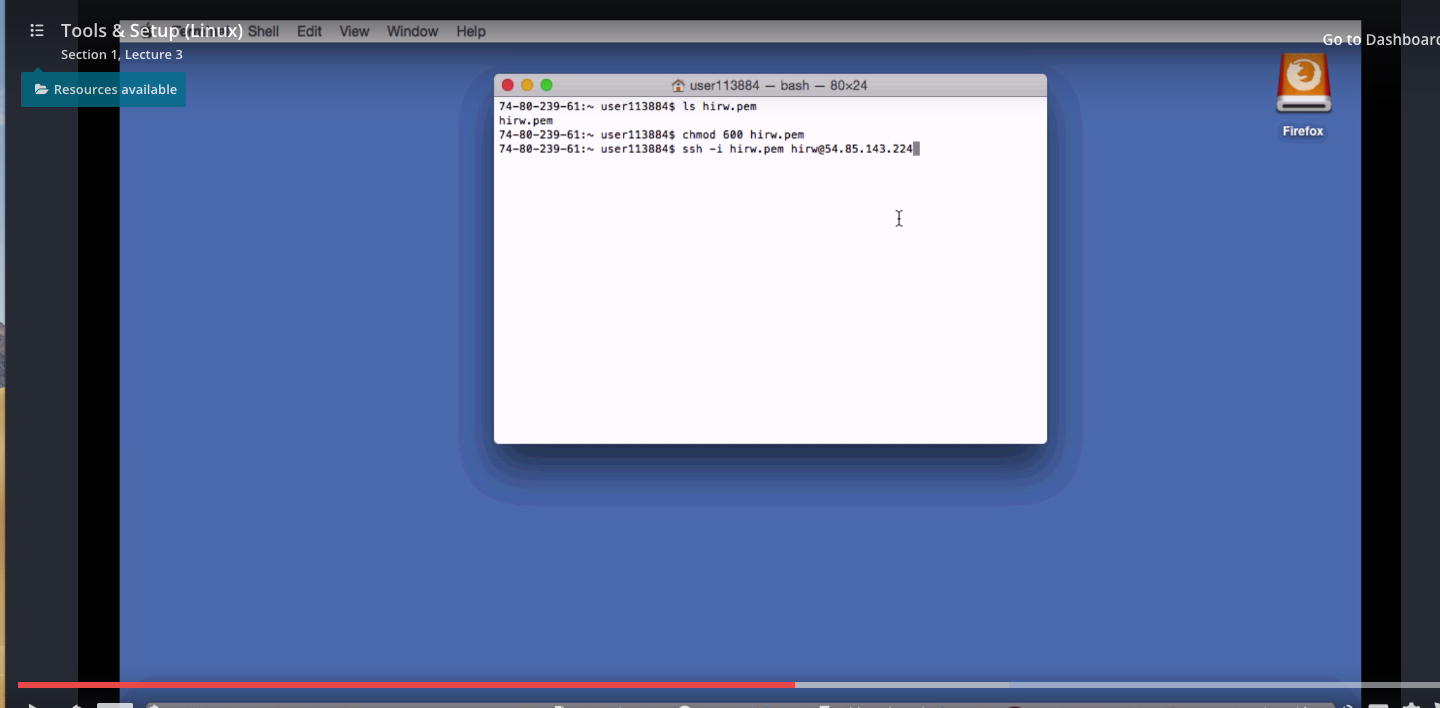 Tools & Setup (Linux)
Shell Edit View Window Help
Section 1, Lecture 3
Go to Dashboard
Resources available
user113884 — bash — 80×24
74-80-239-61:~ user113884$ ls hirw.pem
hirw.pem
74-80-239-61:~ user113884$ chmod 600 hirw.pem
74-80-239-61:~ user113884$ ssh -i hirw.pem hirw@54.85.143.224
Firefox